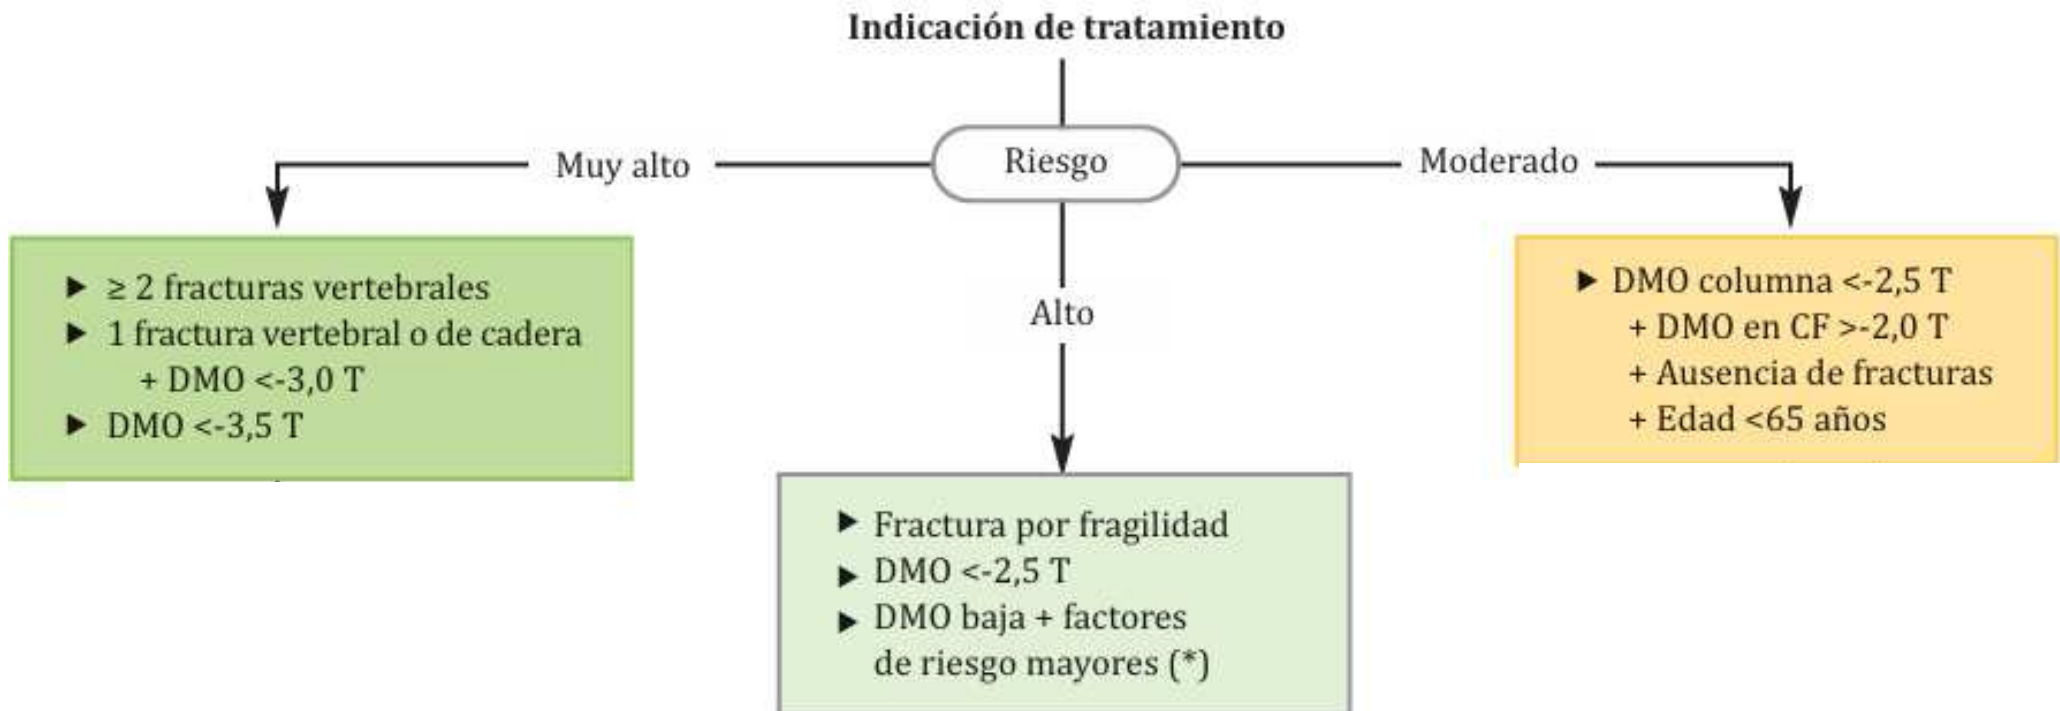 Indicación de tratamiento
Riesgo
Muy alto
Moderado
Alto
▶ ≥ 2 fracturas vertebrales
▶ 1 fractura vertebral o de cadera
+ DMO <-3,0 T
▶ DMO <-3,5 T
▶ Fractura por fragilidad
▶ DMO <-2,5 T
▶ DMO baja + factores
de riesgo mayores (*)
▶ DMO columna <-2,5 T
+ DMO en CF >-2,0 T
+ Ausencia de fracturas
+ Edad <65 años